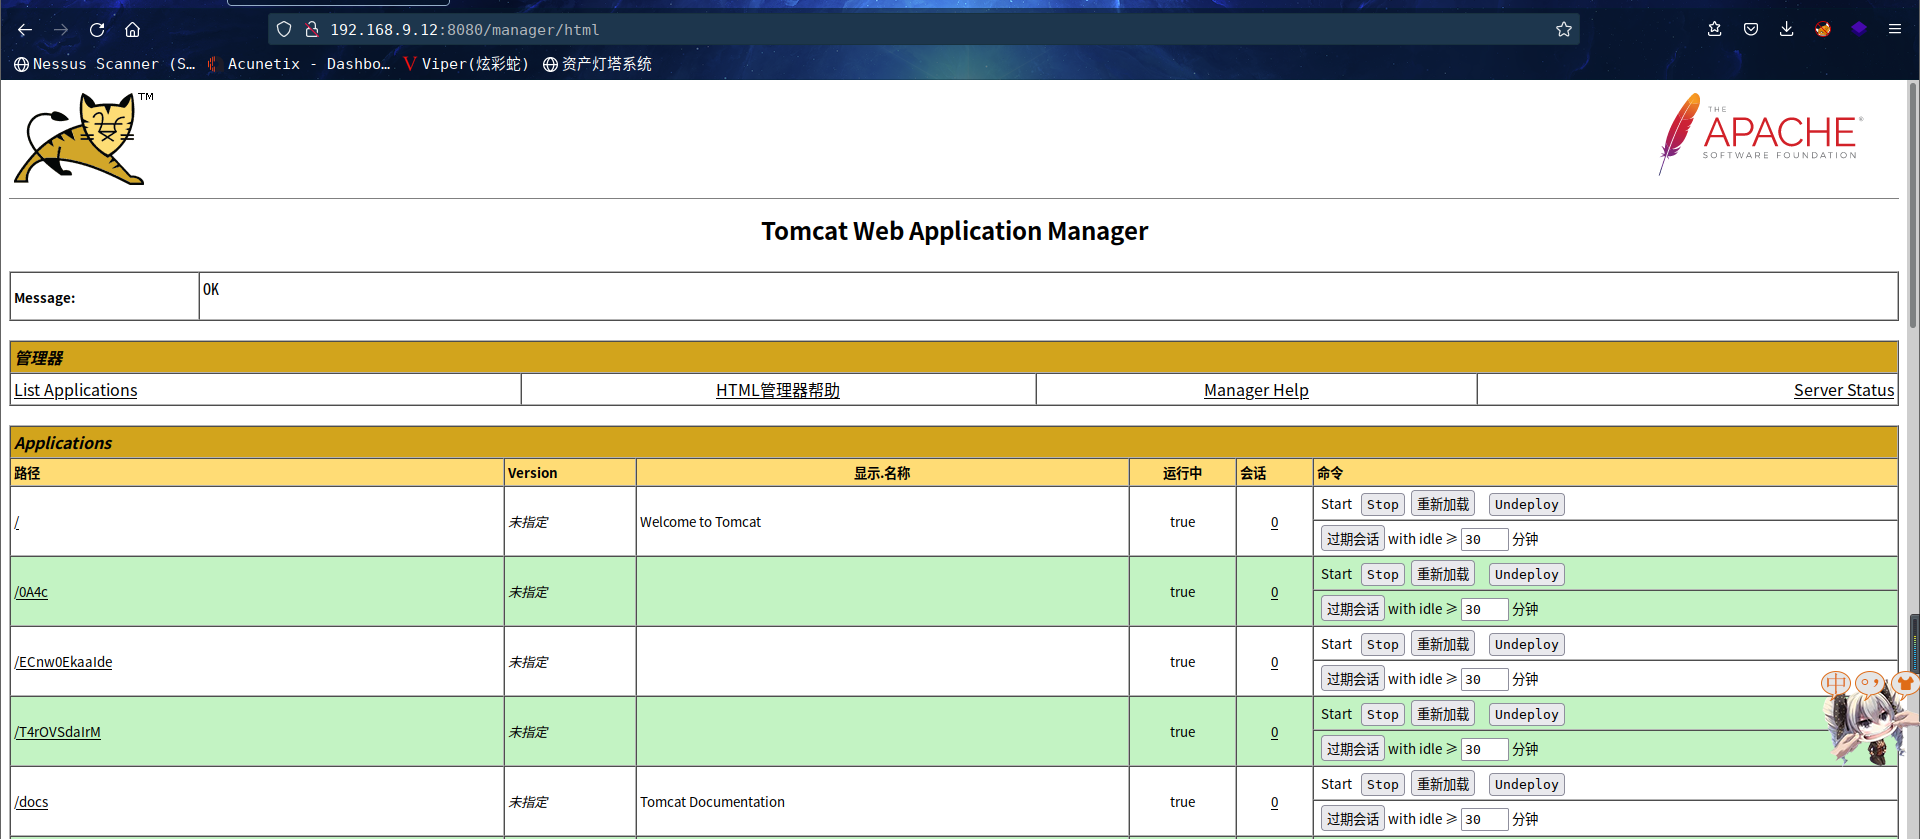 192.168.9.12:8080/manager/html
Nessus Scanner (S… Acunetix - Dashbo… Viper(炫彩蛇) 资产灯塔系统
TM
THE
APACHE®
SOFTWARE FOUNDATION
Tomcat Web Application Manager
Message: OK
管理器
List Applications HTML管理器帮助 Manager Help Server Status
Applications
路径 Version 显示.名称 运行中 会话 命令
/ 未指定 Welcome to Tomcat true 0 Start Stop 重新加载 Undeploy
过期会话 with idle ≥ 30 分钟
/0A4c 未指定 true 0 Start Stop 重新加载 Undeploy
过期会话 with idle ≥ 30 分钟
/ECnw0EkaaIde 未指定 true 0 Start Stop 重新加载 Undeploy
过期会话 with idle ≥ 30 分钟
/T4rOVSdaIrM 未指定 true 0 Start Stop 重新加载 Undeploy
过期会话 with idle ≥ 30 分钟
/docs 未指定 Tomcat Documentation true 0 Start Stop 重新加载 Undeploy
过期会话 with idle ≥ 30 分钟
中